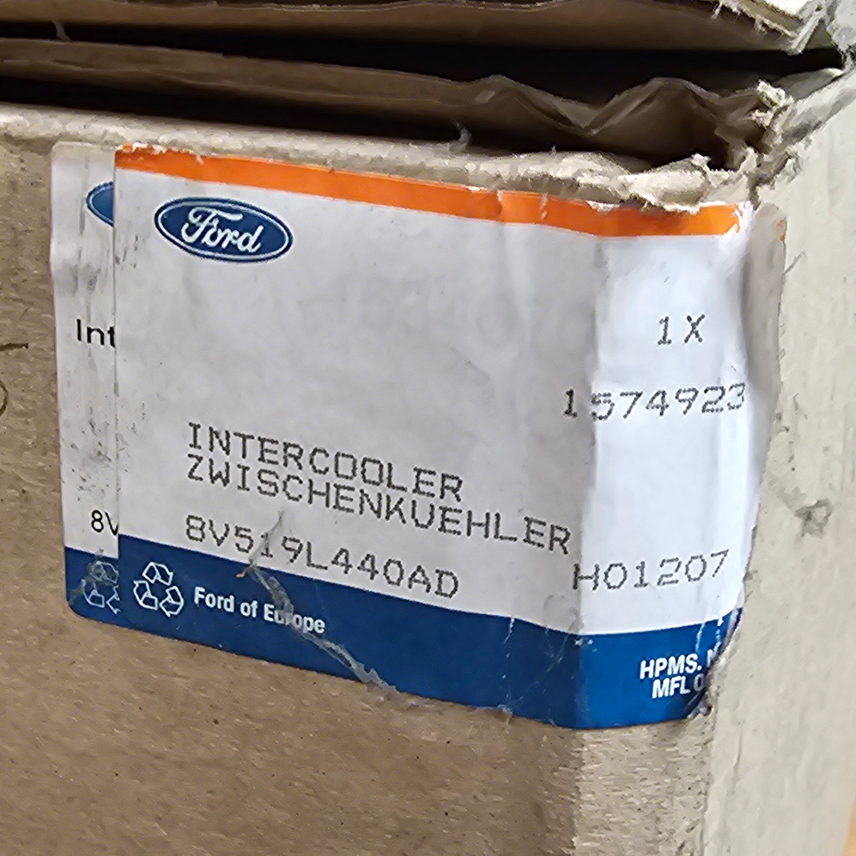 Ford
1X
1574923
Int
INTERCOOLER
ZWISCHENKUEHLER
8V
8V519L440AD
H01207
Ford of Europe
HPMS.
MFL